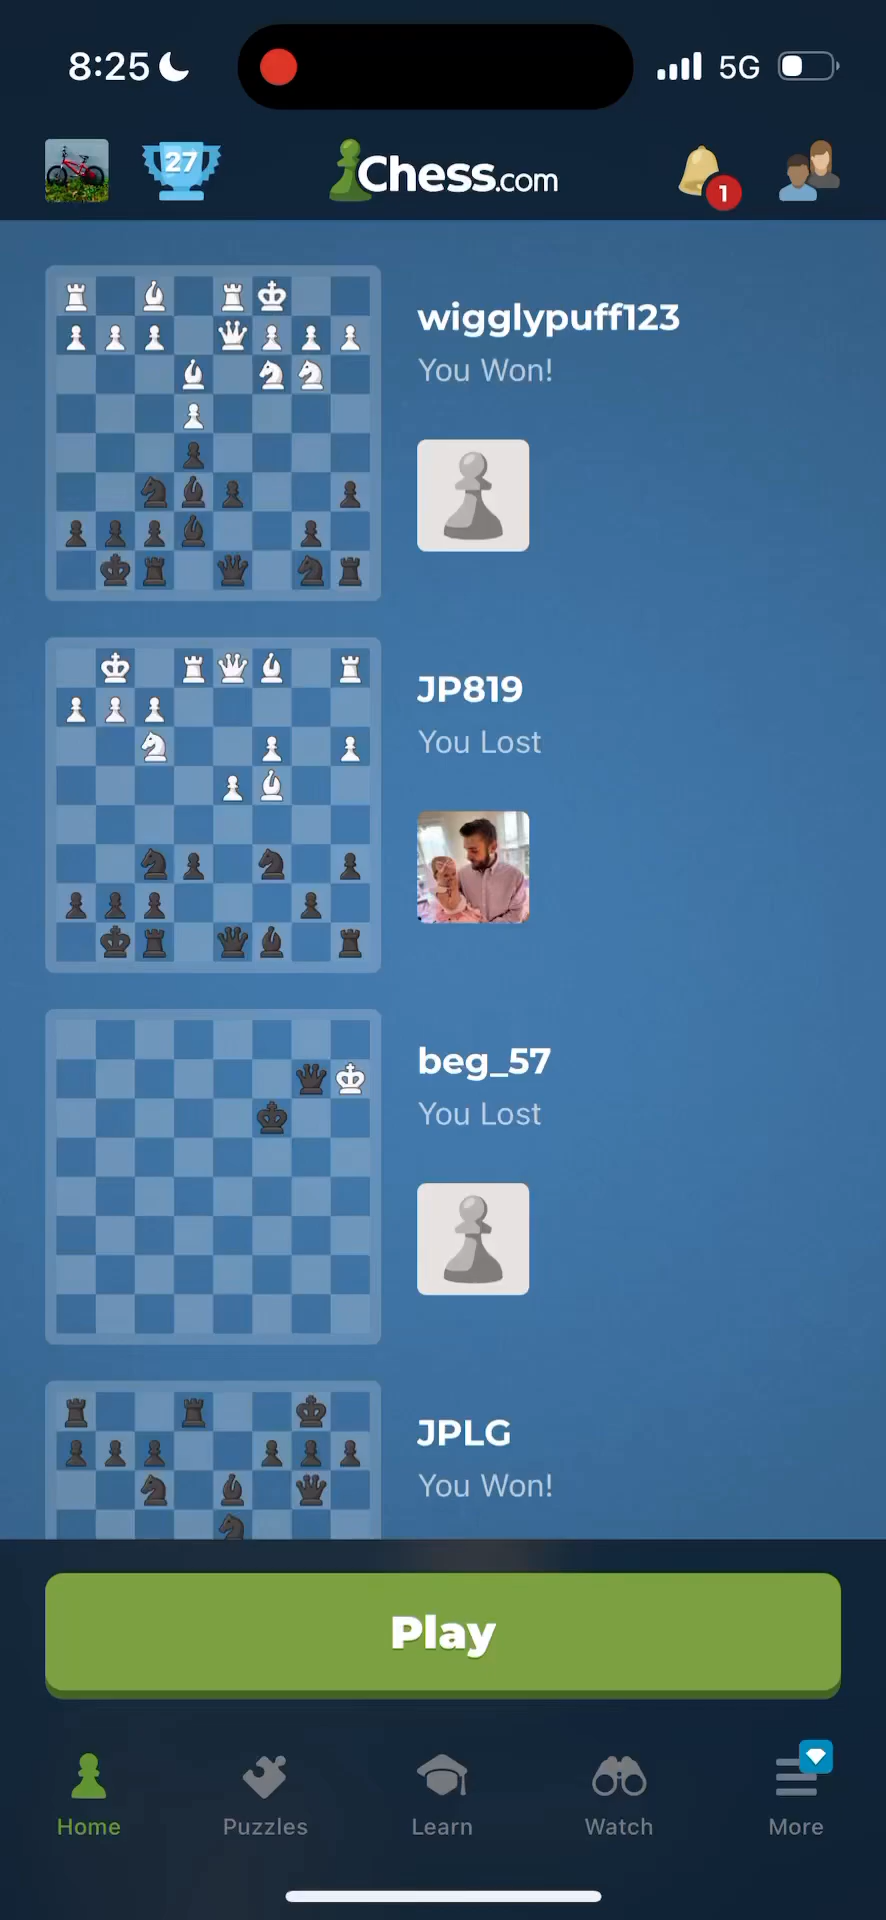 8:25
5G
27
Chess.com
1
wigglypuff123
You Won!
JP819
You Lost
beg_57
You Lost
JPLG
You Won!
Play
Home
Puzzles
Learn
Watch
More